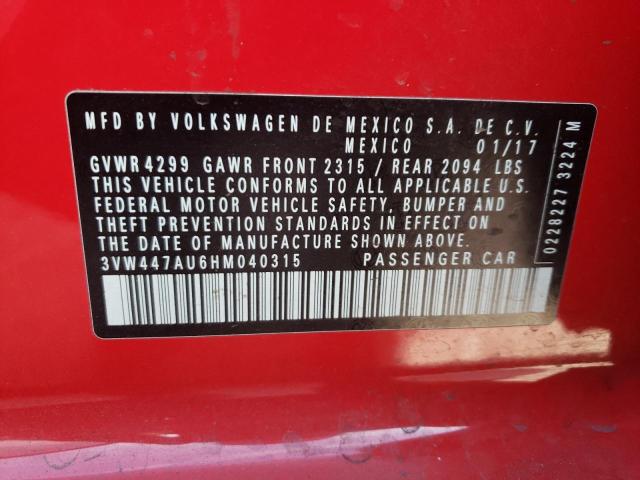 MFD BY VOLKSWAGEN DE MEXICO S.A. DE C.V.
MEXICO 01/17
GVWR 4299 GAWR FRONT 2315 / REAR 2094 LBS
THIS VEHICLE CONFORMS TO ALL APPLICABLE U.S.
FEDERAL MOTOR VEHICLE SAFETY, BUMPER AND
THEFT PREVENTION STANDARDS IN EFFECT ON
THE DATE OF MANUFACTURE SHOWN ABOVE.
3VW447AU6HM040315 PASSENGER CAR
0228227 3224 M